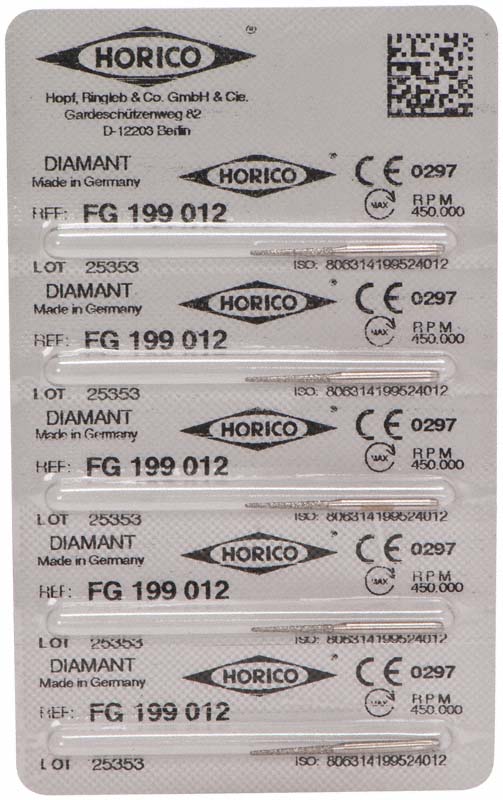 HORICO ®
Hopf, Ringleb & Co. GmbH & Cie.
Gardeschützenweg 82
D-12203 Berlin
DIAMANT HORICO ® CE 0297
Made in Germany
MAX RPM
REF: FG 199 012 450.000
LOT 25353 ISO: 806314199524012
DIAMANT HORICO ® CE 0297
Made in Germany
MAX RPM
REF: FG 199 012 450.000
LOT 25353 ISO: 806314199524012
DIAMANT HORICO ® CE 0297
Made in Germany
MAX RPM
REF: FG 199 012 450.000
LOT 25353 ISO: 806314199524012
DIAMANT HORICO ® CE 0297
Made in Germany
MAX RPM
REF: FG 199 012 450.000
LOT 25353 ISO: 806314199524012
DIAMANT HORICO ® CE 0297
Made in Germany
MAX RPM
REF: FG 199 012 450.000
LOT 25353 ISO: 806314199524012